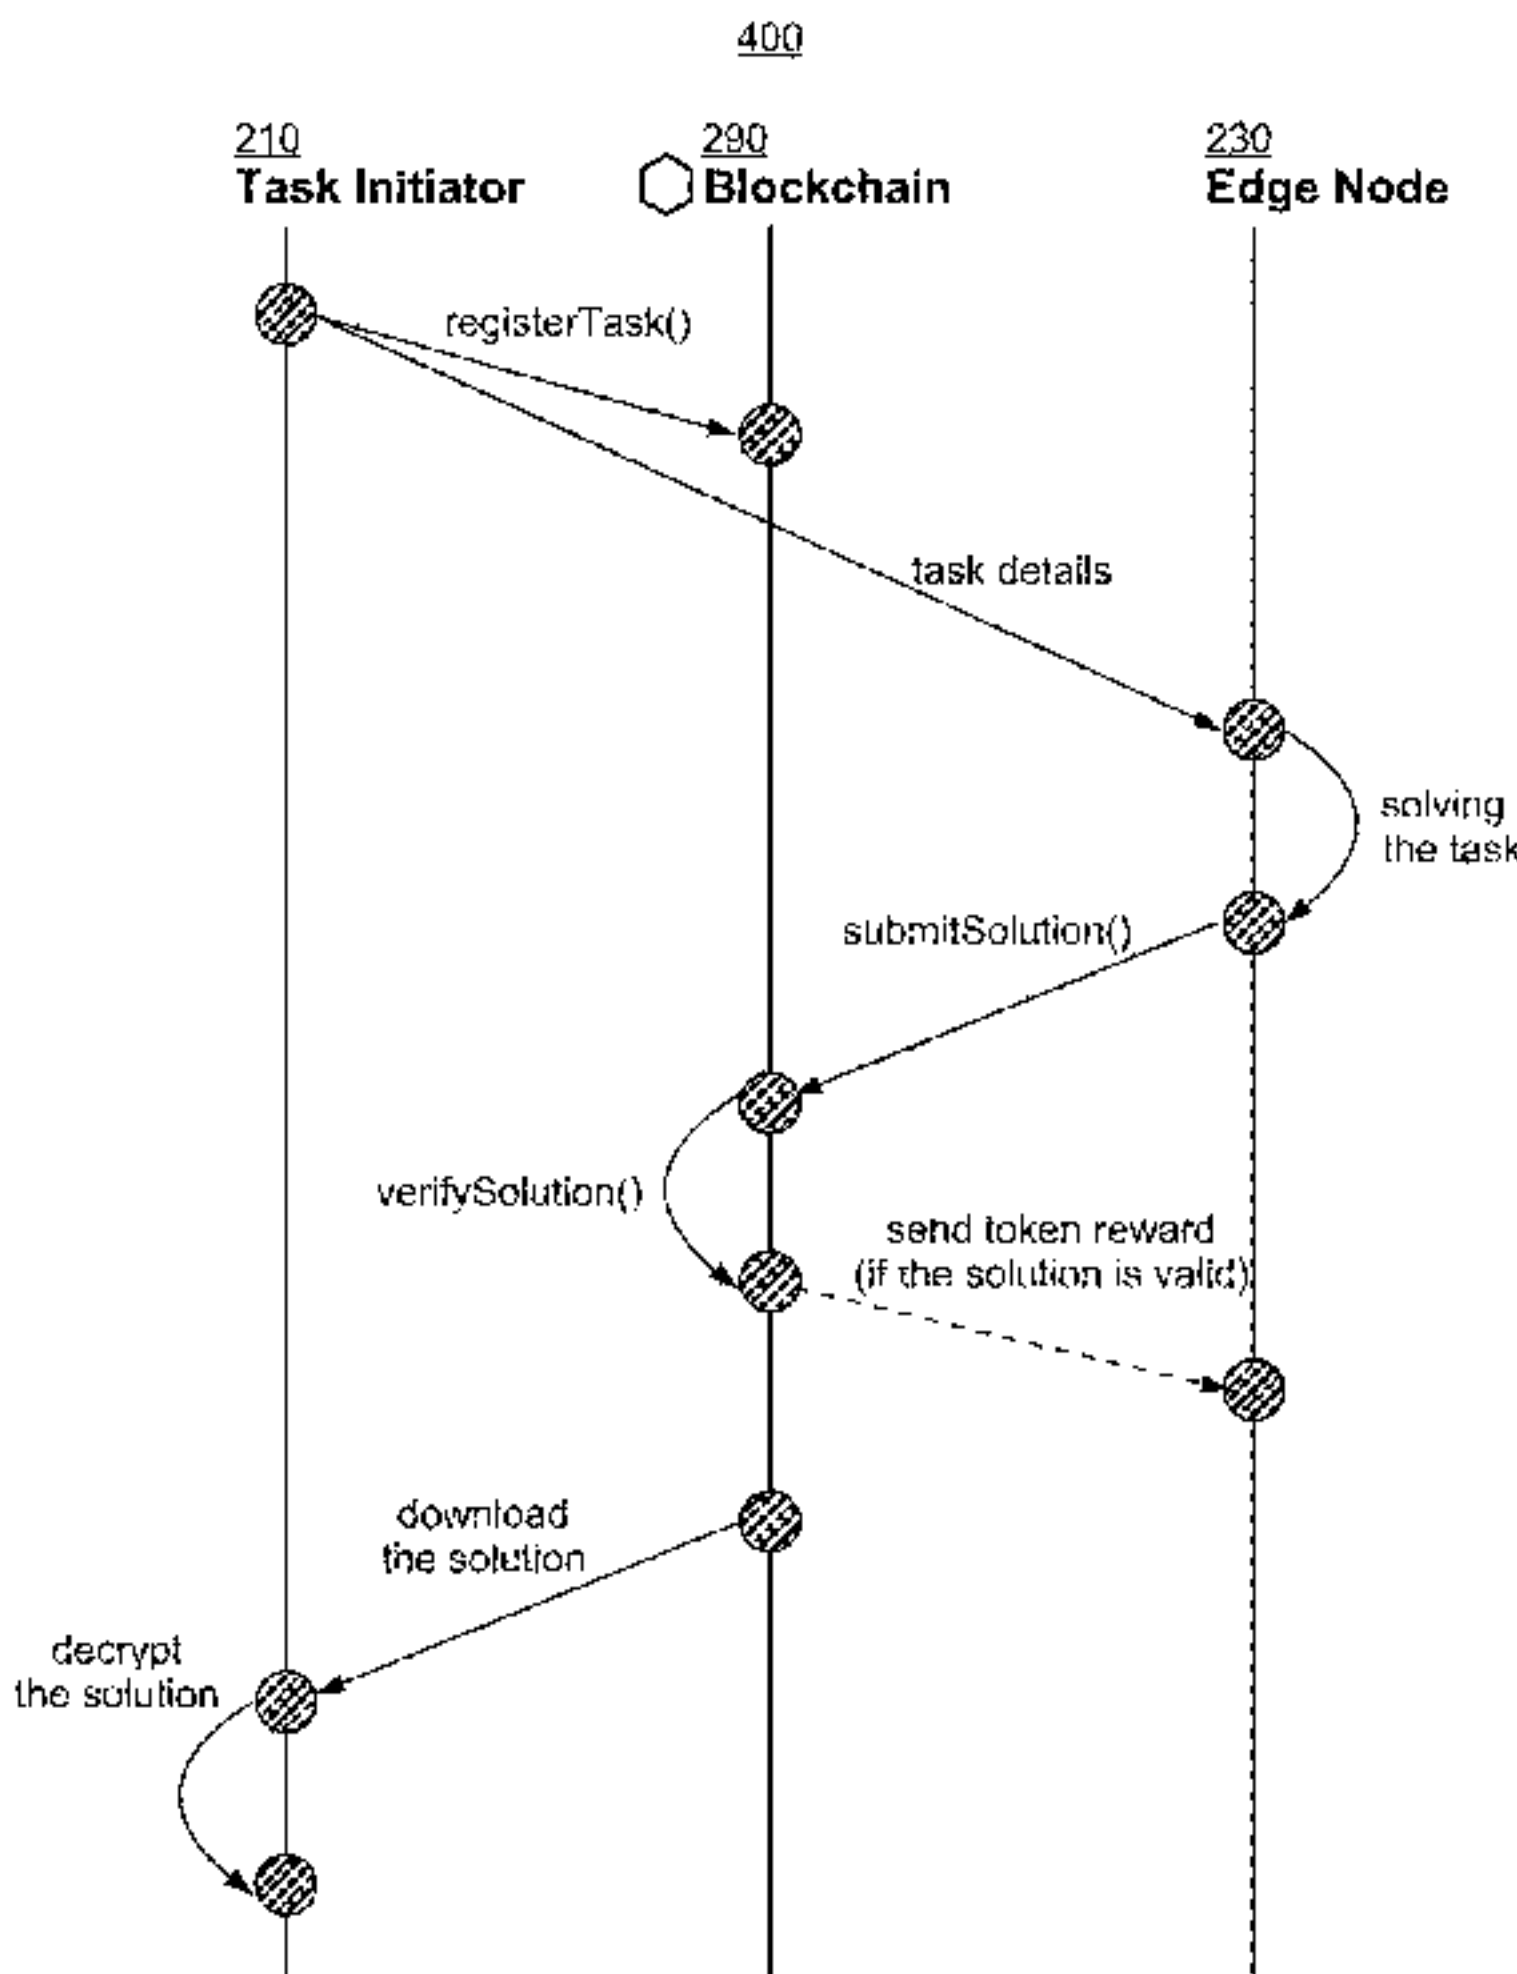 400
210
290
230
Task Initiator
Blockchain
Edge Node
registerTask()
task details
solving
the task
submitSolution()
verifySolution()
send token reward
(if the solution is valid)
download
the solution
decrypt
the solution